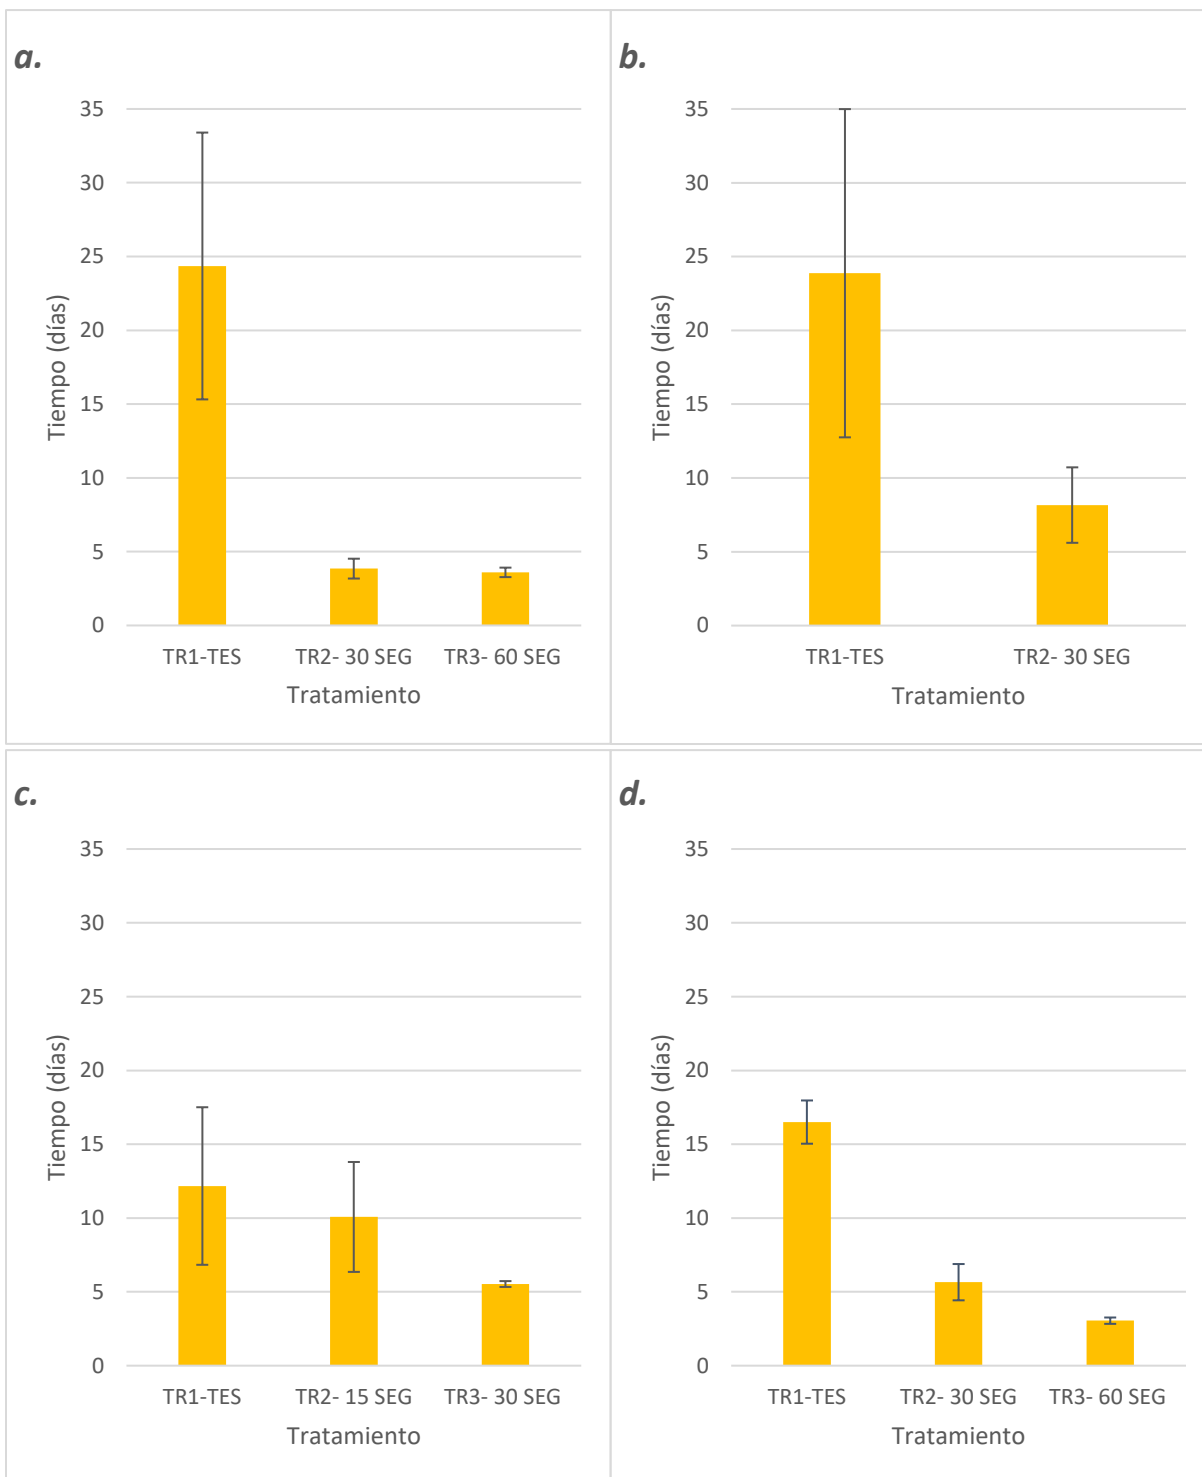 a.
35
30
25
20
15
10
5
0
Tiempo (días)
TR1-TES TR2- 30 SEG TR3- 60 SEG
Tratamiento
b.
35
30
25
20
15
10
5
0
Tiempo (días)
TR1-TES TR2- 30 SEG
Tratamiento
c.
35
30
25
20
15
10
5
0
Tiempo (días)
TR1-TES TR2- 15 SEG TR3- 30 SEG
Tratamiento
d.
35
30
25
20
15
10
5
0
Tiempo (días)
TR1-TES TR2- 30 SEG TR3- 60 SEG
Tratamiento